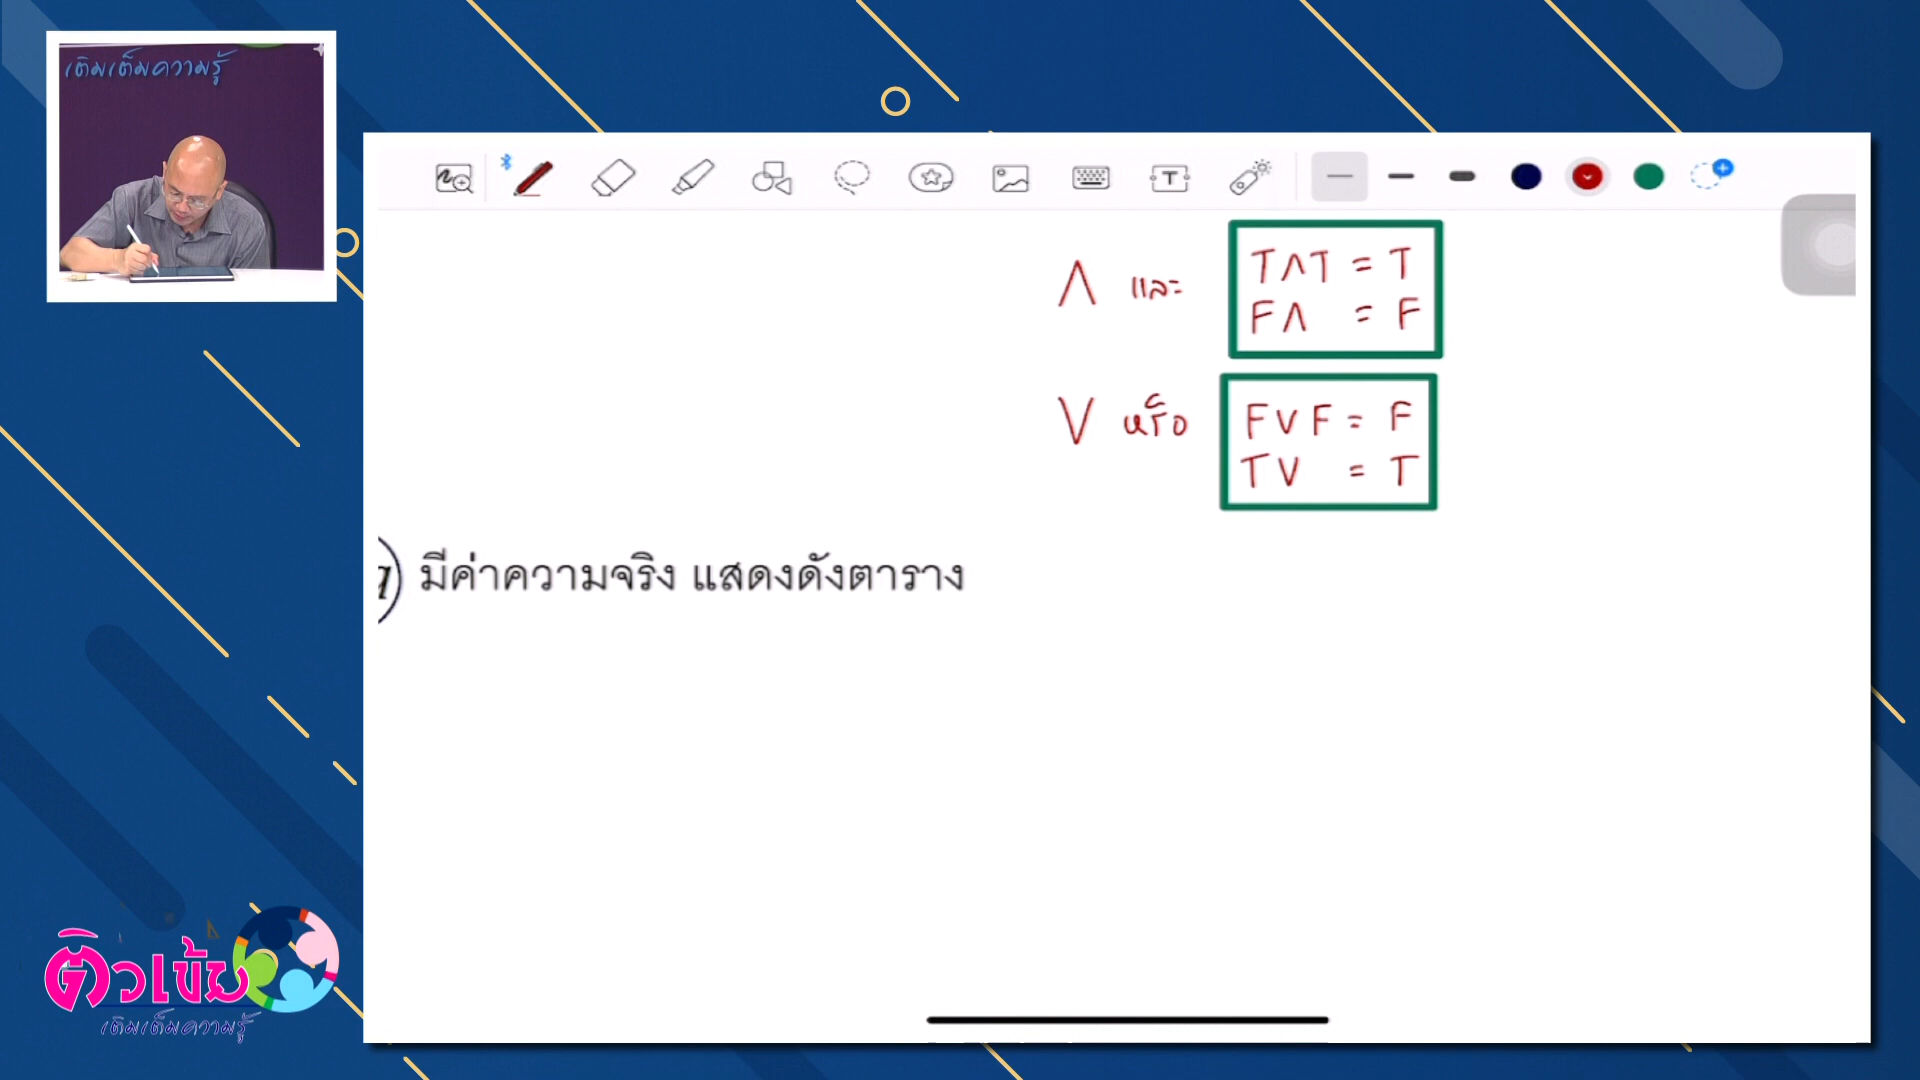 เติมเต็มความรู้
∧ และ
T∧T = T
F∧ = F
∨ หรือ
F∨F = F
T∨ = T
q) มีค่าความจริง แสดงดังตาราง
ติวเข้ม
เติมเต็มความรู้